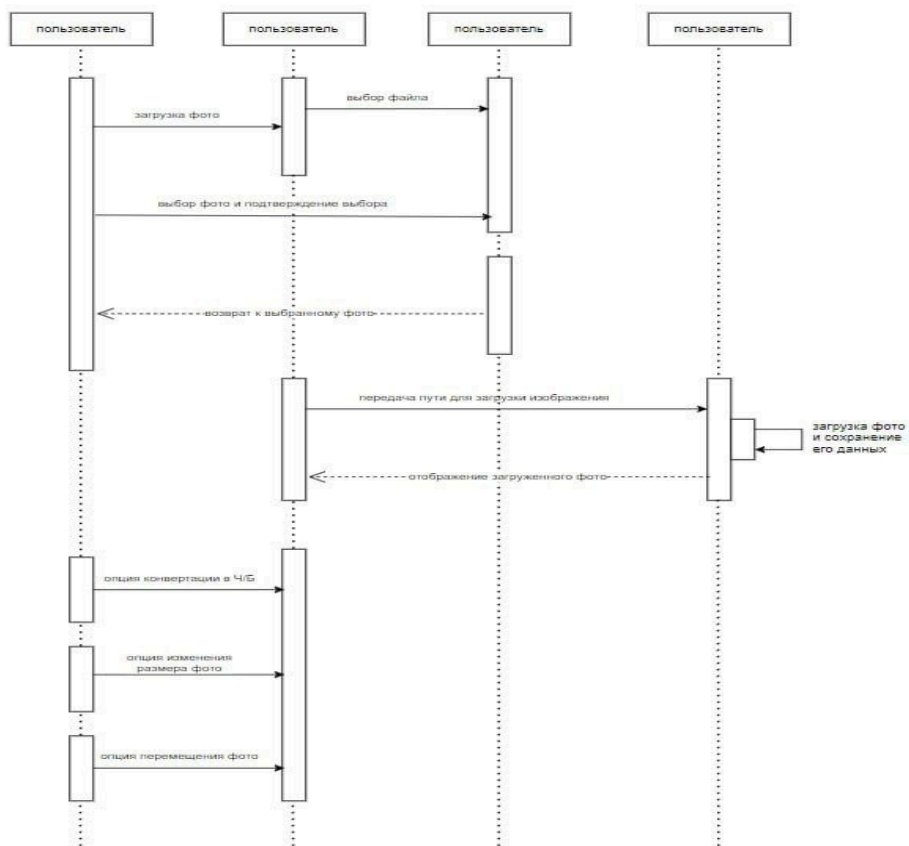 пользователь
пользователь
пользователь
пользователь
выбор файла
загрузка фото
выбор фото и подтверждение выбора
возврат к выбранному фото
передача пути для загрузки изображения
загрузка фото
и сохранение
его данных
отображение загруженного фото
опция конвертации в Ч/Б
опция изменения
размера фото
опция перемещения фото